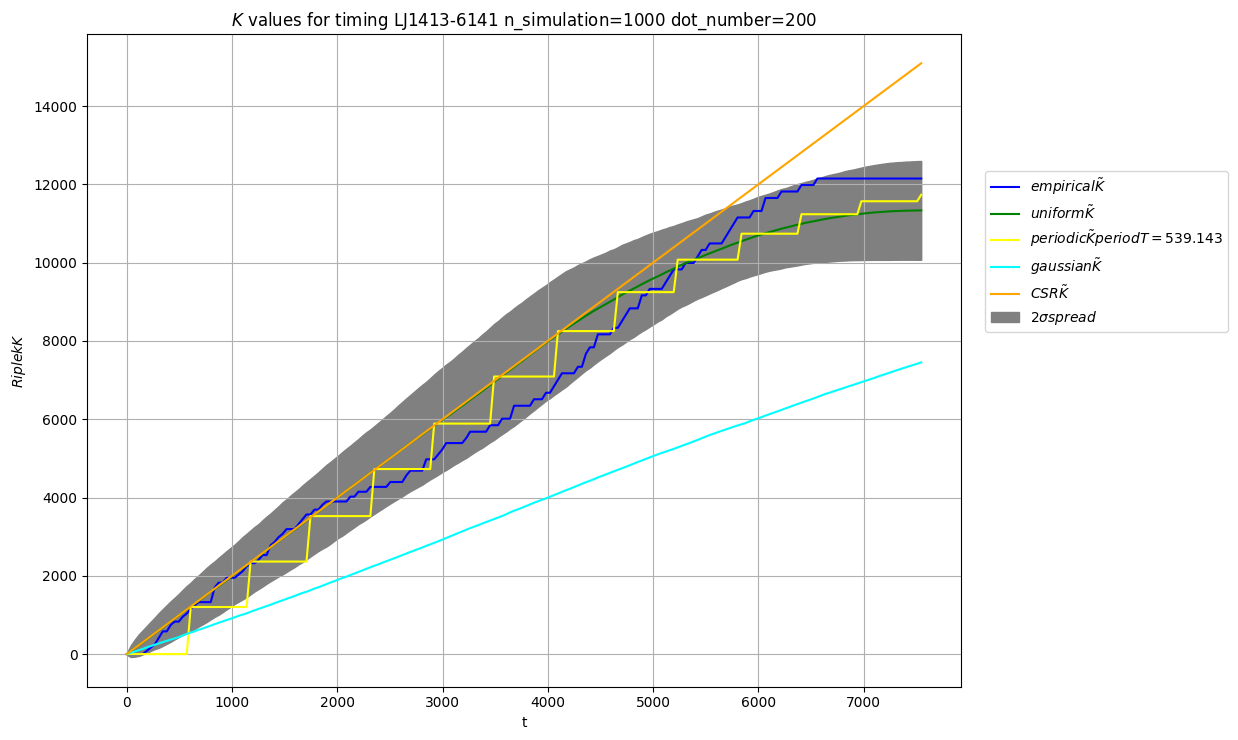 K values for timing LJ1413-6141 n_simulation=1000 dot_number=200
14000
12000
10000
8000
6000
4000
2000
0
RiplekK
0 1000 2000 3000 4000 5000 6000 7000
t
empiricalK̃
uniformK̃
periodicK̃periodT = 539.143
gaussianK̃
CSRK̃
2σspread